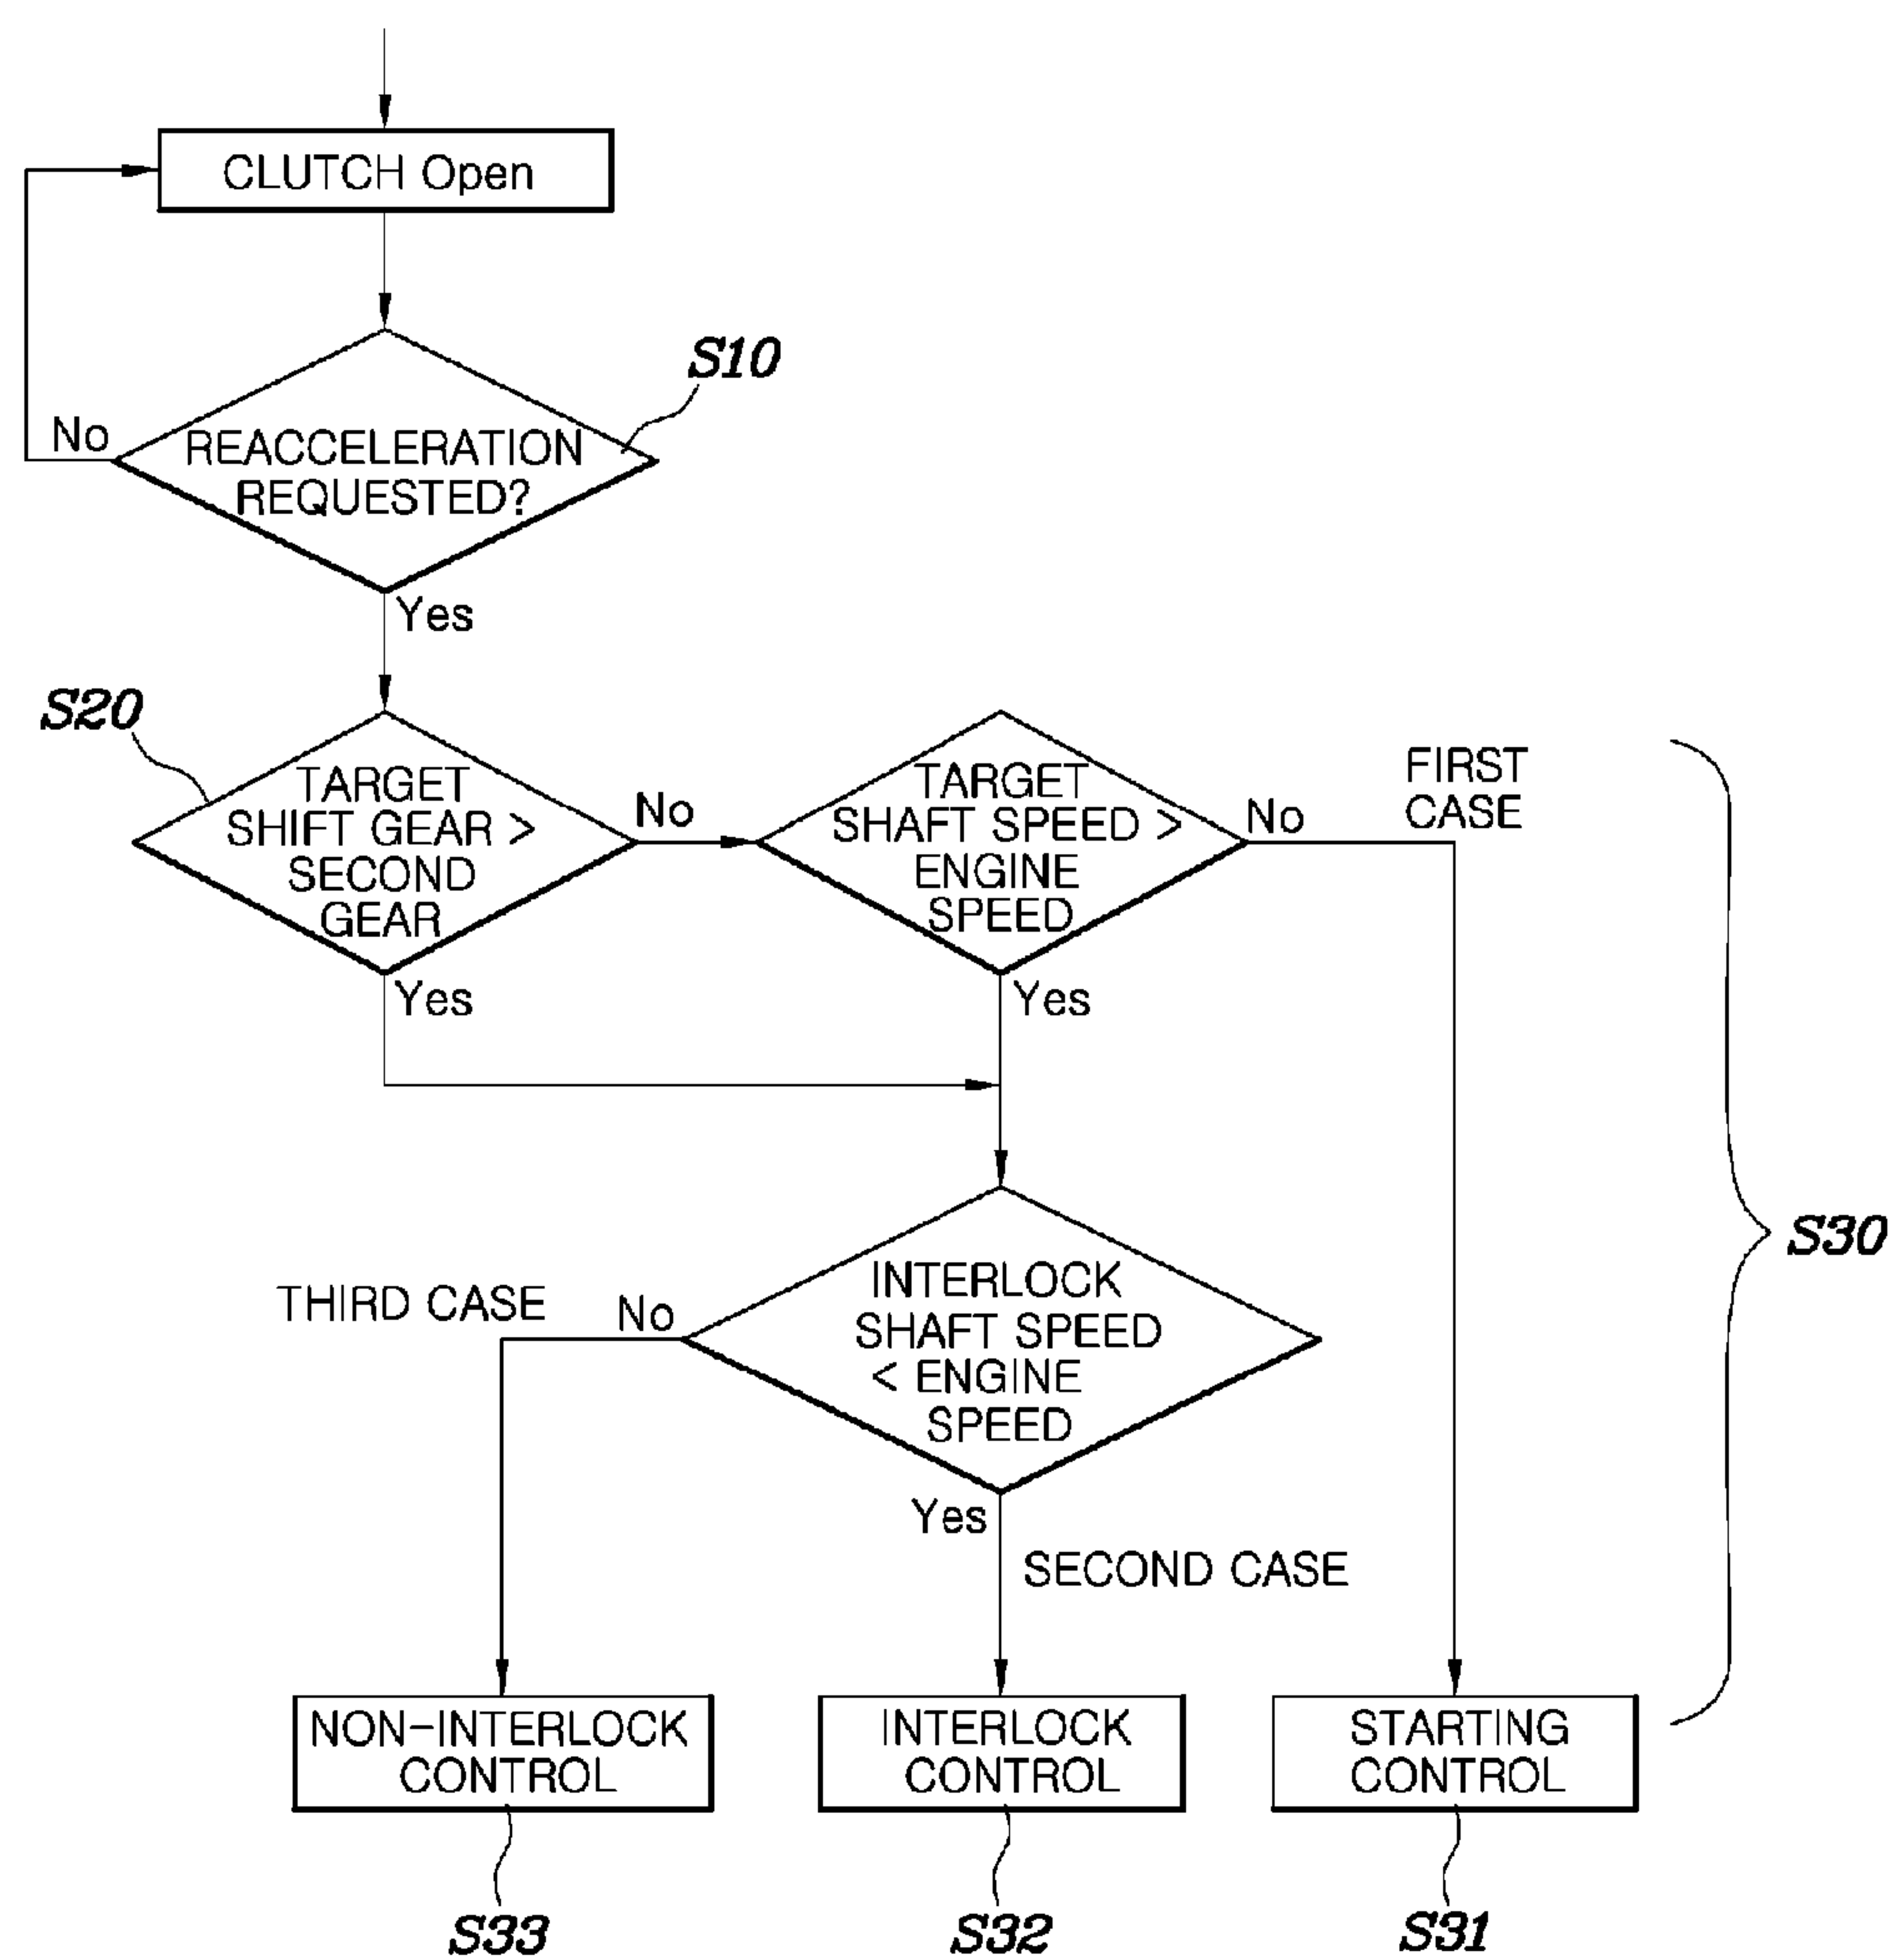 CLUTCH Open
S10
No
REACCELERATION
REQUESTED?
Yes
S20
TARGET
SHIFT GEAR >
SECOND
GEAR
No
Yes
TARGET
SHAFT SPEED >
ENGINE
SPEED
No
Yes
FIRST
CASE
S30
THIRD CASE
No
INTERLOCK
SHAFT SPEED
< ENGINE
SPEED
Yes
SECOND CASE
NON-INTERLOCK
CONTROL
INTERLOCK
CONTROL
STARTING
CONTROL
S33
S32
S31